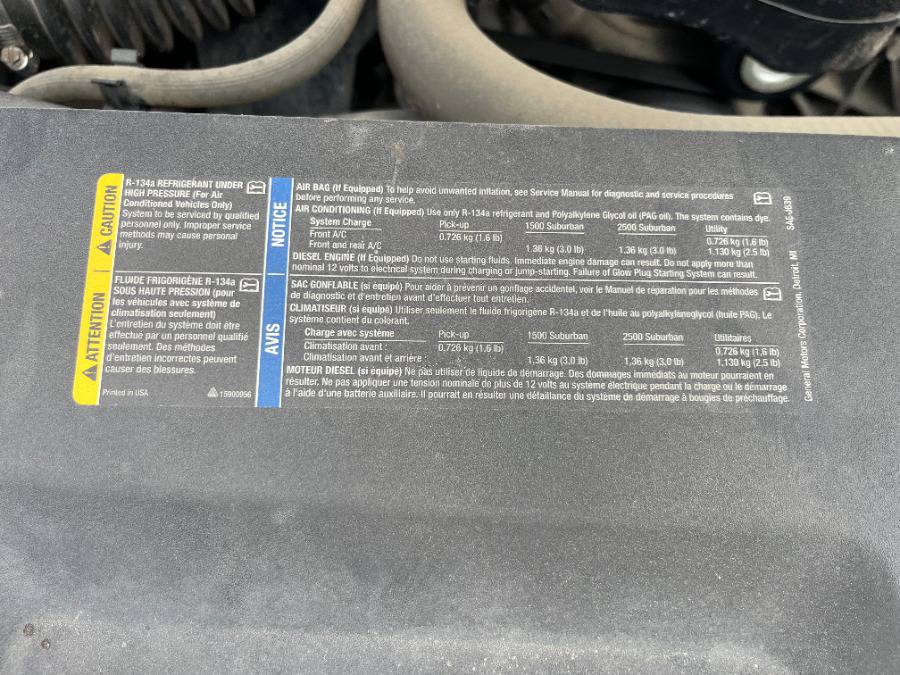 CAUTION
R-134a REFRIGERANT UNDER
HIGH PRESSURE (For Air
Conditioned Vehicles Only)
System to be serviced by qualified
personnel only. Improper service
methods may cause personal
injury.
ATTENTION
FLUIDE FRIGORIGÈNE R-134a
SOUS HAUTE PRESSION (pour
les véhicules avec système de
climatisation seulement)
L'entretien du système doit être
effectué par un personnel qualifié
seulement. Des méthodes
d'entretien incorrectes peuvent
causer des blessures.
Printed in USA
15900956
NOTICE
AIR BAG (If Equipped) To help avoid unwanted inflation, see Service Manual for diagnostic and service procedures
before performing any service.
AIR CONDITIONING (If Equipped) Use only R-134a refrigerant and Polyalkylene Glycol oil (PAG oil). The system contains dye.
System Charge Pick-up 1500 Suburban 2500 Suburban Utility
Front A/C 0.726 kg (1.6 lb) 0.726 kg (1.6 lb)
Front and rear A/C 1.36 kg (3.0 lb) 1.36 kg (3.0 lb) 1.130 kg (2.5 lb)
DIESEL ENGINE (If Equipped) Do not use starting fluids. Immediate engine damage can result. Do not apply more than
nominal 12 volts to electrical system during charging or jump-starting. Failure of Glow Plug Starting System can result.
AVIS
SAC GONFLABLE (si équipé) Pour aider à prévenir un gonflage accidentel, voir le Manuel de réparation pour les méthodes
de diagnostic et d'entretien avant d'effectuer tout entretien.
CLIMATISEUR (si équipé) Utiliser seulement le fluide frigorigène R-134a et de l'huile au polyalkylèneglycol (huile PAG). Le
système contient du colorant.
Charge avec système Pick-up 1500 Suburban 2500 Suburban Utilitaires
Climatisation avant : 0.726 kg (1.6 lb) 0.726 kg (1.6 lb)
Climatisation avant et arrière : 1.36 kg (3.0 lb) 1.36 kg (3.0 lb) 1.130 kg (2.5 lb)
MOTEUR DIESEL (si équipé) Ne pas utiliser de liquide de démarrage. Des dommages immédiats au moteur pourraient en
résulter. Ne pas appliquer une tension nominale de plus de 12 volts au système électrique pendant la charge ou le démarrage
à l'aide d'une batterie auxiliaire. Il pourrait en résulter une défaillance du système de démarrage à bougies de préchauffage.
General Motors Corporation, Detroit, MI SAE-J639